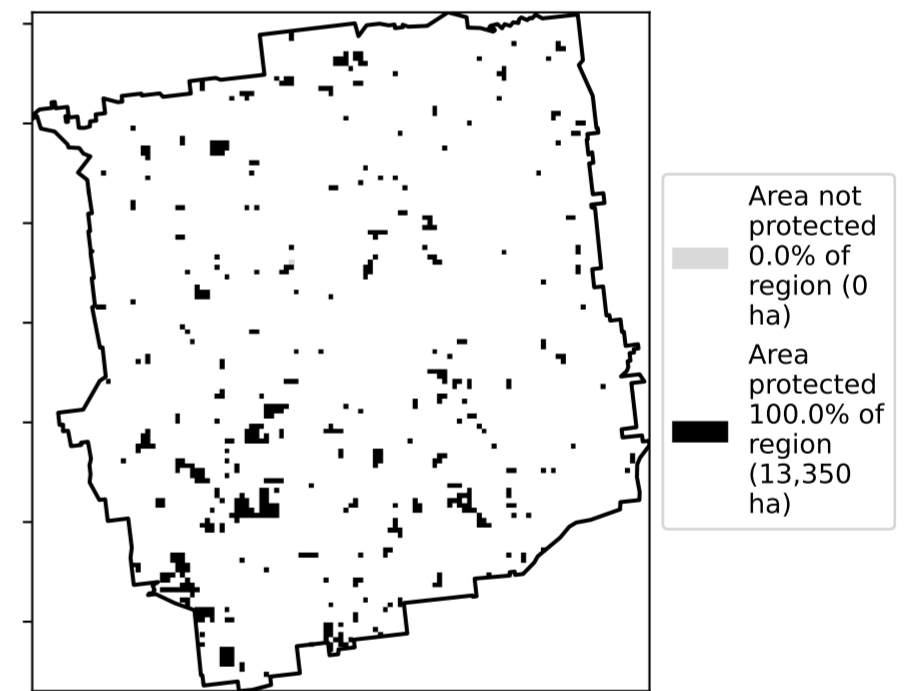 Area not
protected
0.0% of
region (0
ha)
Area
protected
100.0% of
region
(13,350
ha)